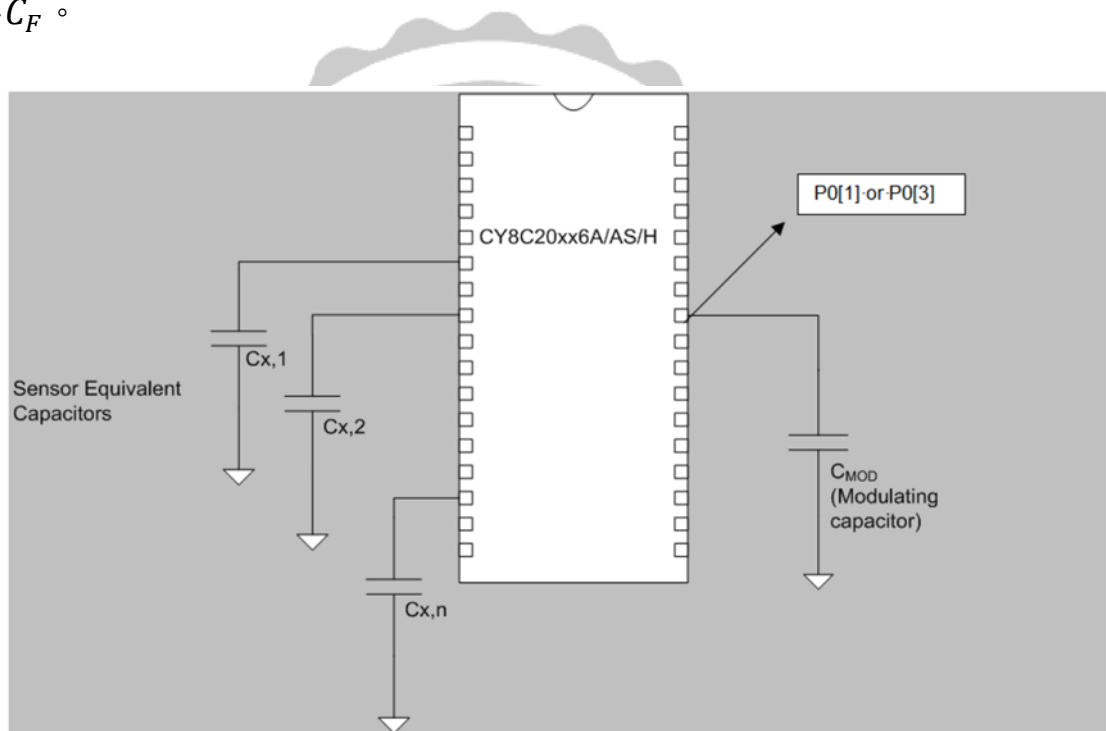 C_F。
P0[1]·or·P0[3]
CY8C20xx6A/AS/H
Cx,1
Sensor Equivalent
Capacitors
Cx,2
C_MOD
(Modulating
capacitor)
Cx,n